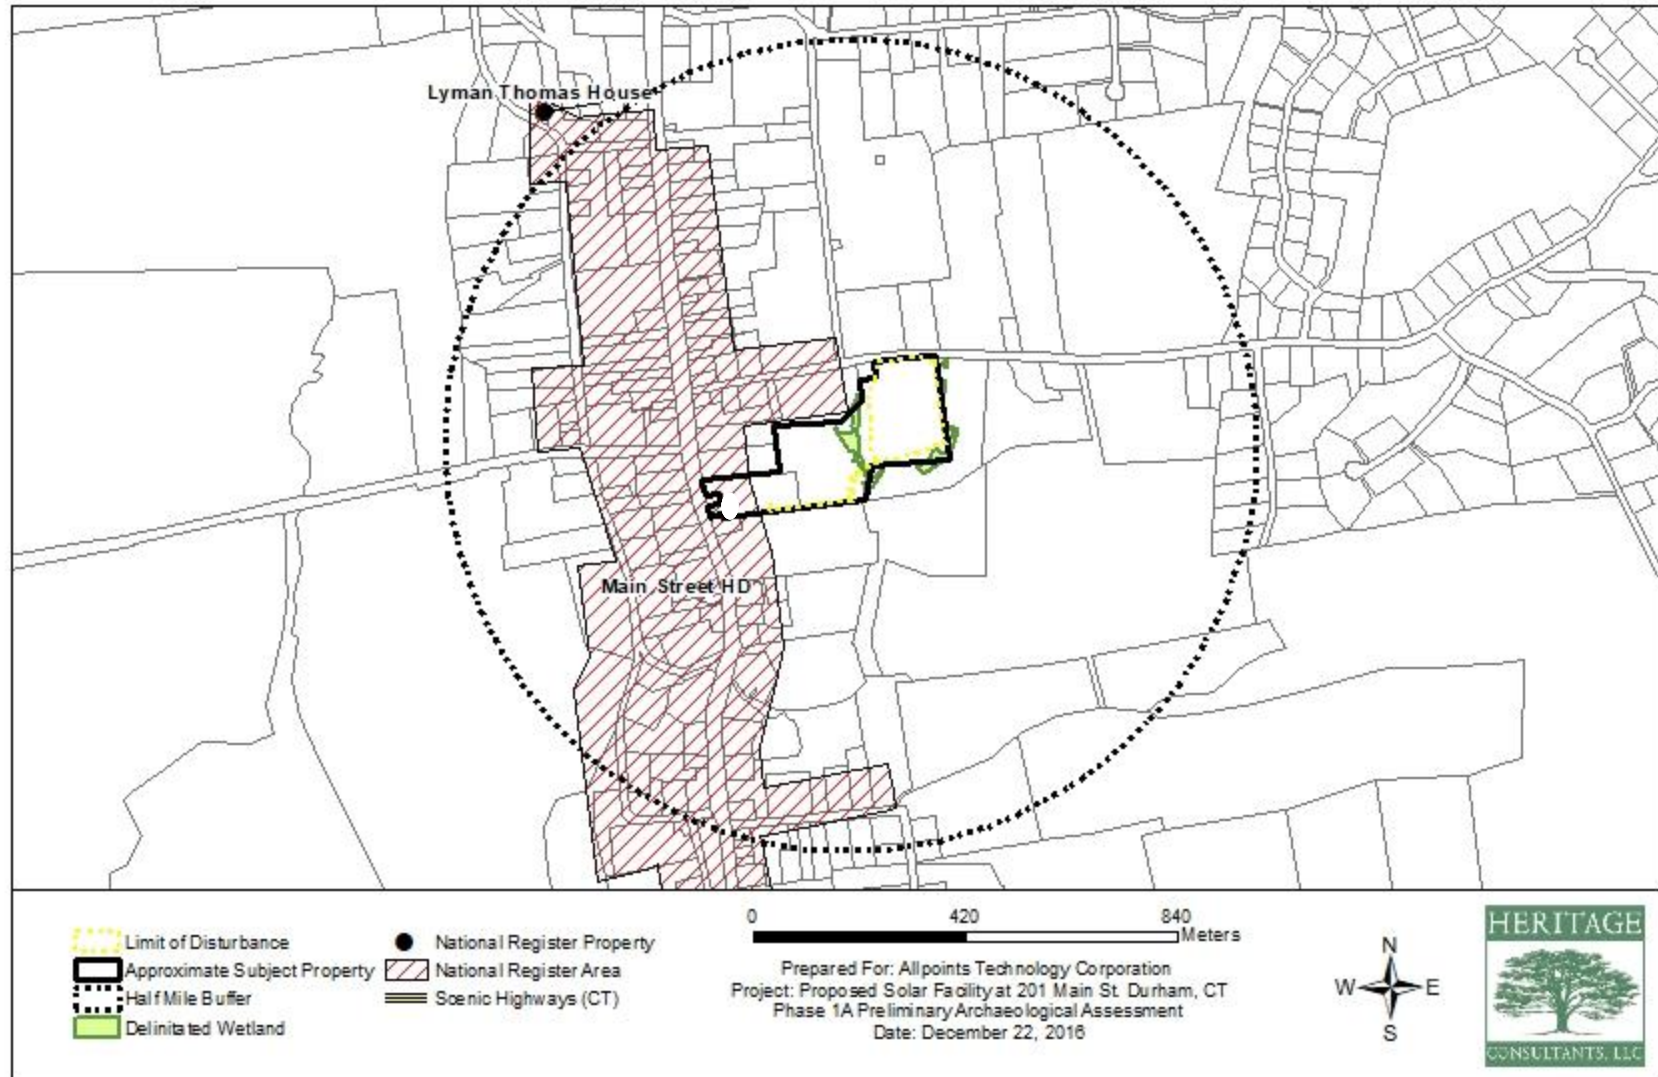 Lyman Thomas House
Main Street HD
Limit of Disturbance
Approximate Subject Property
Half Mile Buffer
Delinitated Wetland
National Register Property
National Register Area
Scenic Highways (CT)
0 420 840
Meters
Prepared For: Allpoints Technology Corporation
Project: Proposed Solar Facility at 201 Main St. Durham, CT
Phase 1A Preliminary Archaeological Assessment
Date: December 22, 2016
N
W E
S
HERITAGE
CONSULTANTS, LLC